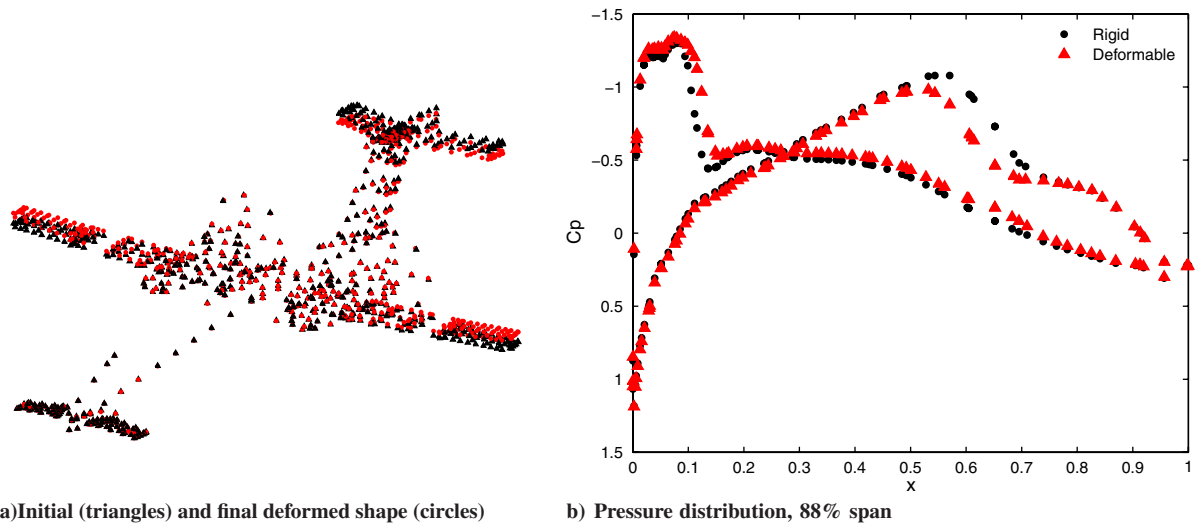 −1.5
−1
−0.5
0
0.5
1
1.5
Cp
Rigid
Deformable
0 0.1 0.2 0.3 0.4 0.5 0.6 0.7 0.8 0.9 1
x
a)Initial (triangles) and final deformed shape (circles)
b) Pressure distribution, 88% span